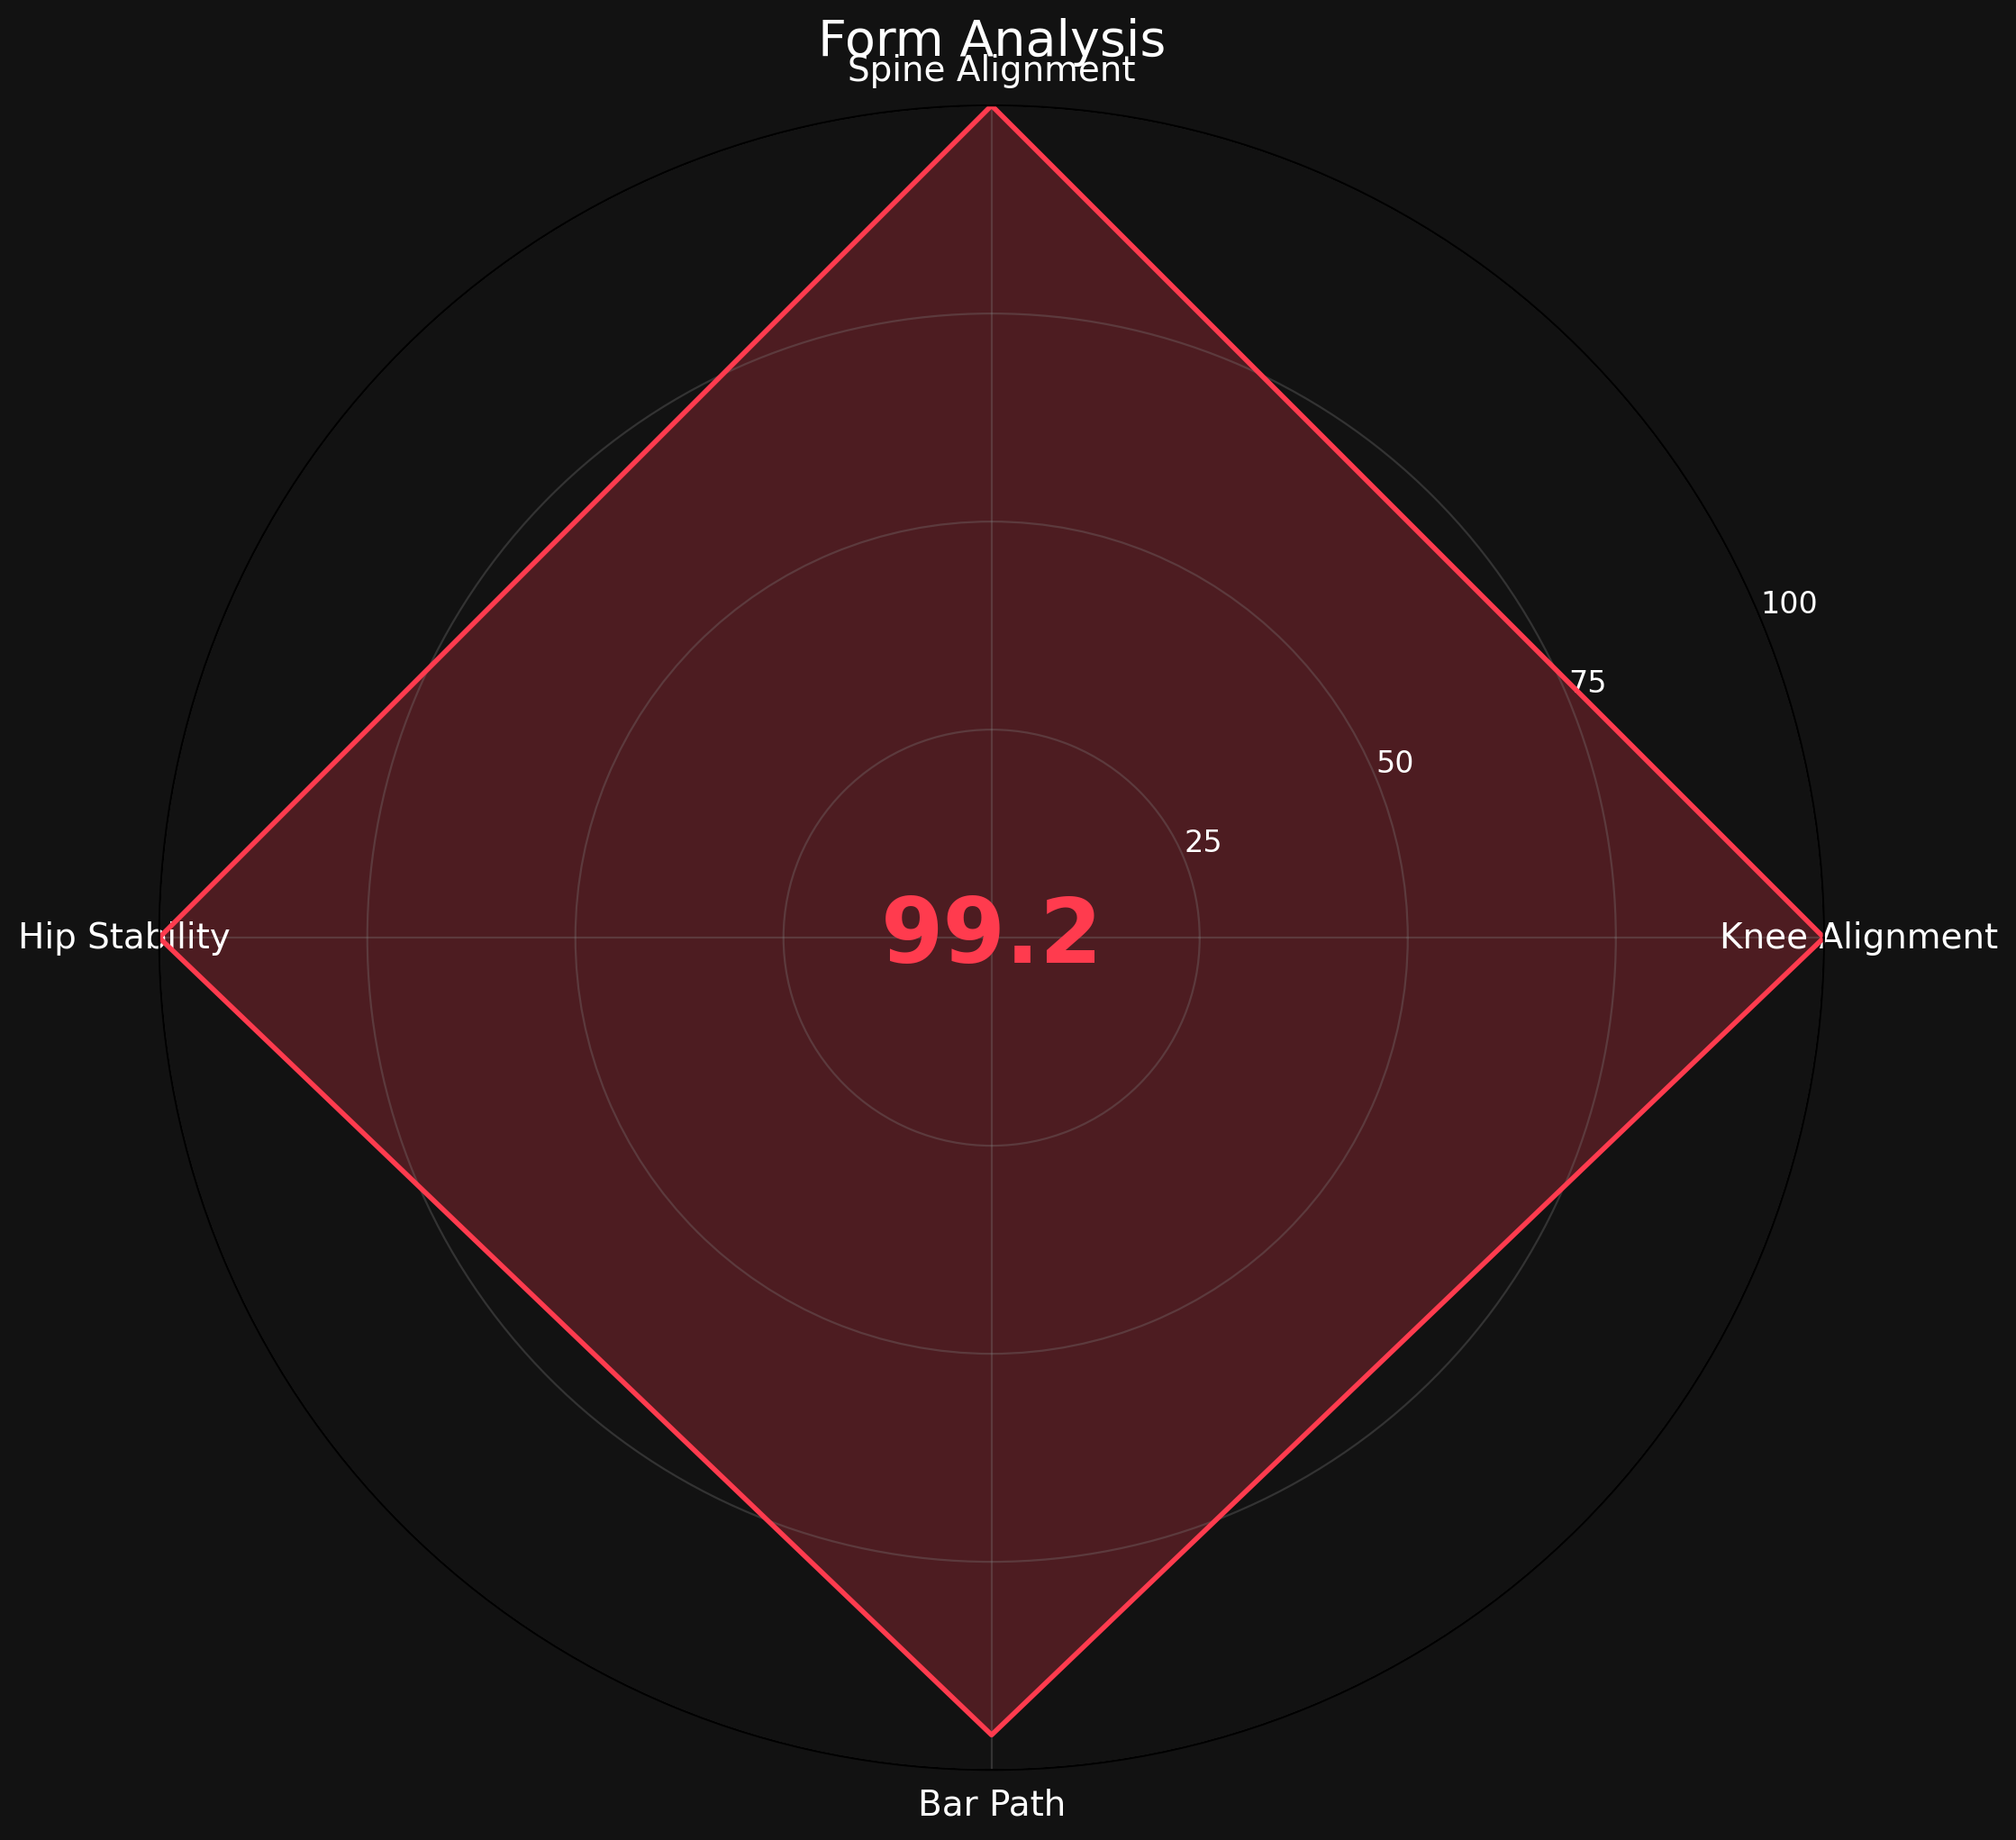 Form Analysis
Spine Alignment
100
75
50
25
99.2
Hip Stability
Knee Alignment
Bar Path